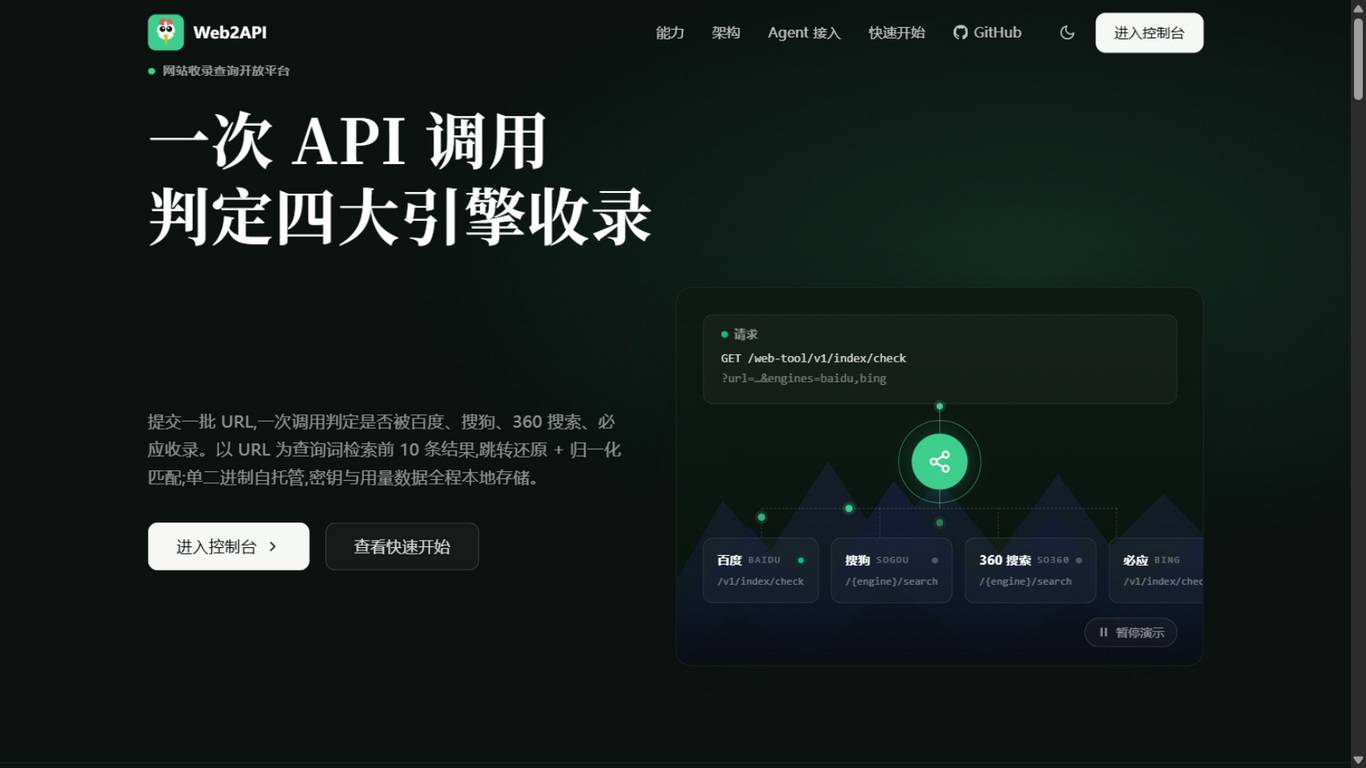 Web2API
能力
架构
Agent 接入
快速开始
GitHub
进入控制台
网站收录查询开放平台
一次 API 调用
判定四大引擎收录
请求
GET /web-tool/v1/index/check
?url=…&engines=baidu,bing
提交一批 URL,一次调用判定是否被百度、搜狗、360 搜索、必
应收录。以 URL 为查询词检索前 10 条结果,跳转还原 + 归一化
匹配;单二进制自托管,密钥与用量数据全程本地存储。
进入控制台
查看快速开始
百度 BAIDU
/v1/index/check
搜狗 SOGOU
/{engine}/search
360 搜索 SO360
/{engine}/search
必应 BING
/v1/index/chec
暂停演示